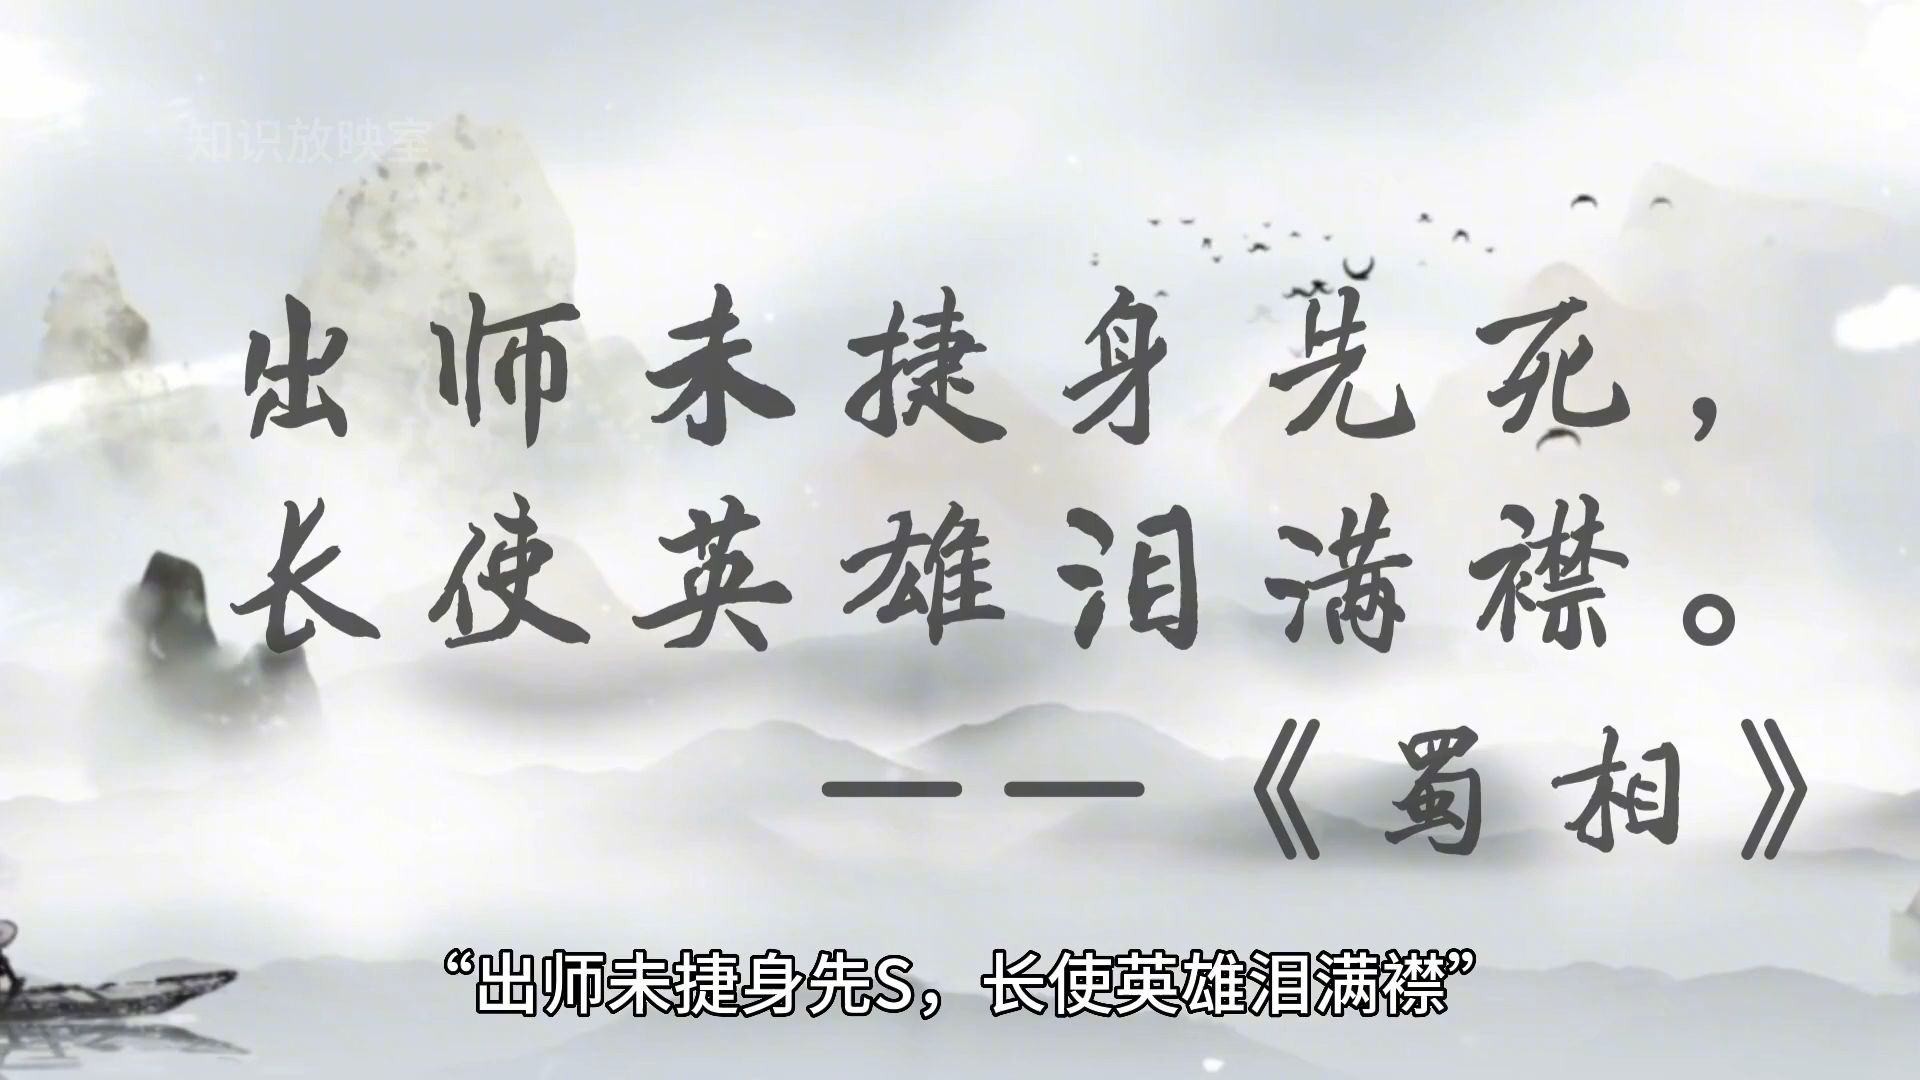 知识放映室
出师未捷身先死，
长使英雄泪满襟。
——《蜀相》
“出师未捷身先S，长使英雄泪满襟”